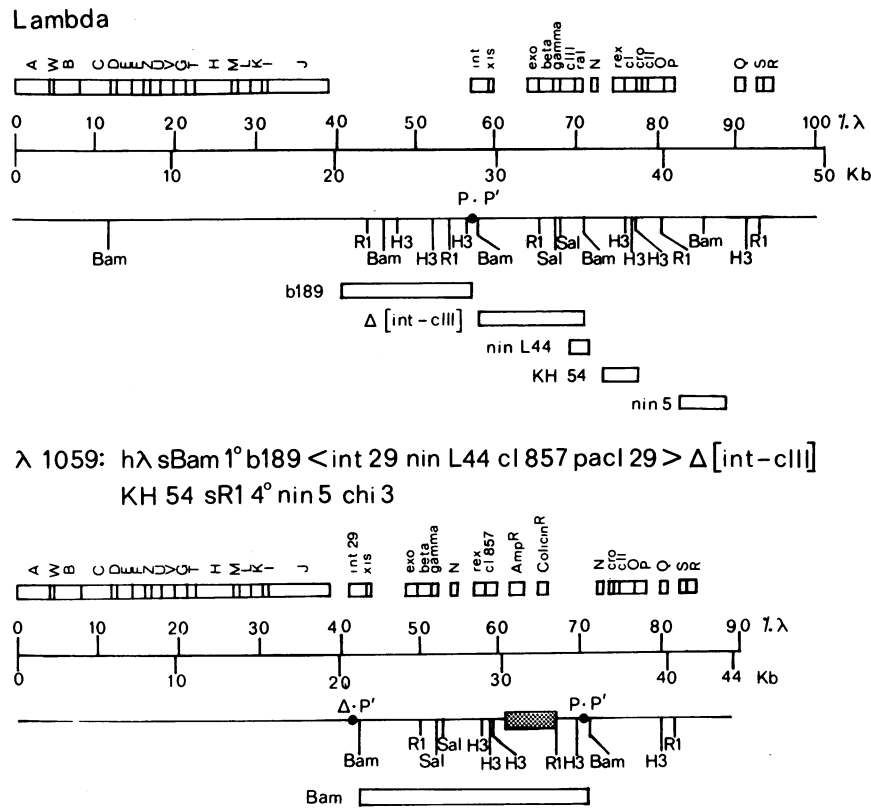 Lambda
A W B C D E F Z U V G T H M L K I J int xis exo beta gamma cIII ral N rex cI cro cII O P Q S R
0 10 20 30 40 50 60 70 80 90 100 %λ
0 10 20 30 40 50 Kb
P · P'
R1 H3 H3 R1 Sal H3 Bam R1
Bam Bam H3 R1 Bam Sal Bam H3 H3 R1 H3
b189
Δ [int-cIII]
nin L44
KH 54
nin 5
λ 1059: hλ sBam 1° b189 <int 29 nin L44 cI 857 pacI 29> Δ [int-cIII]
KH 54 sR1 4° nin 5 chi 3
A W B C D E F Z U V G T H M L K I J int 29 xis exo beta gamma N rex cI 857 AmpR ColicinR N cro cII O P Q S R
0 10 20 30 40 50 60 70 80 90 %λ
0 10 20 30 40 44 Kb
Δ · P' P · P'
R1 Sal H3 R1
Bam Sal H3 H3 R1 H3 Bam H3
Bam